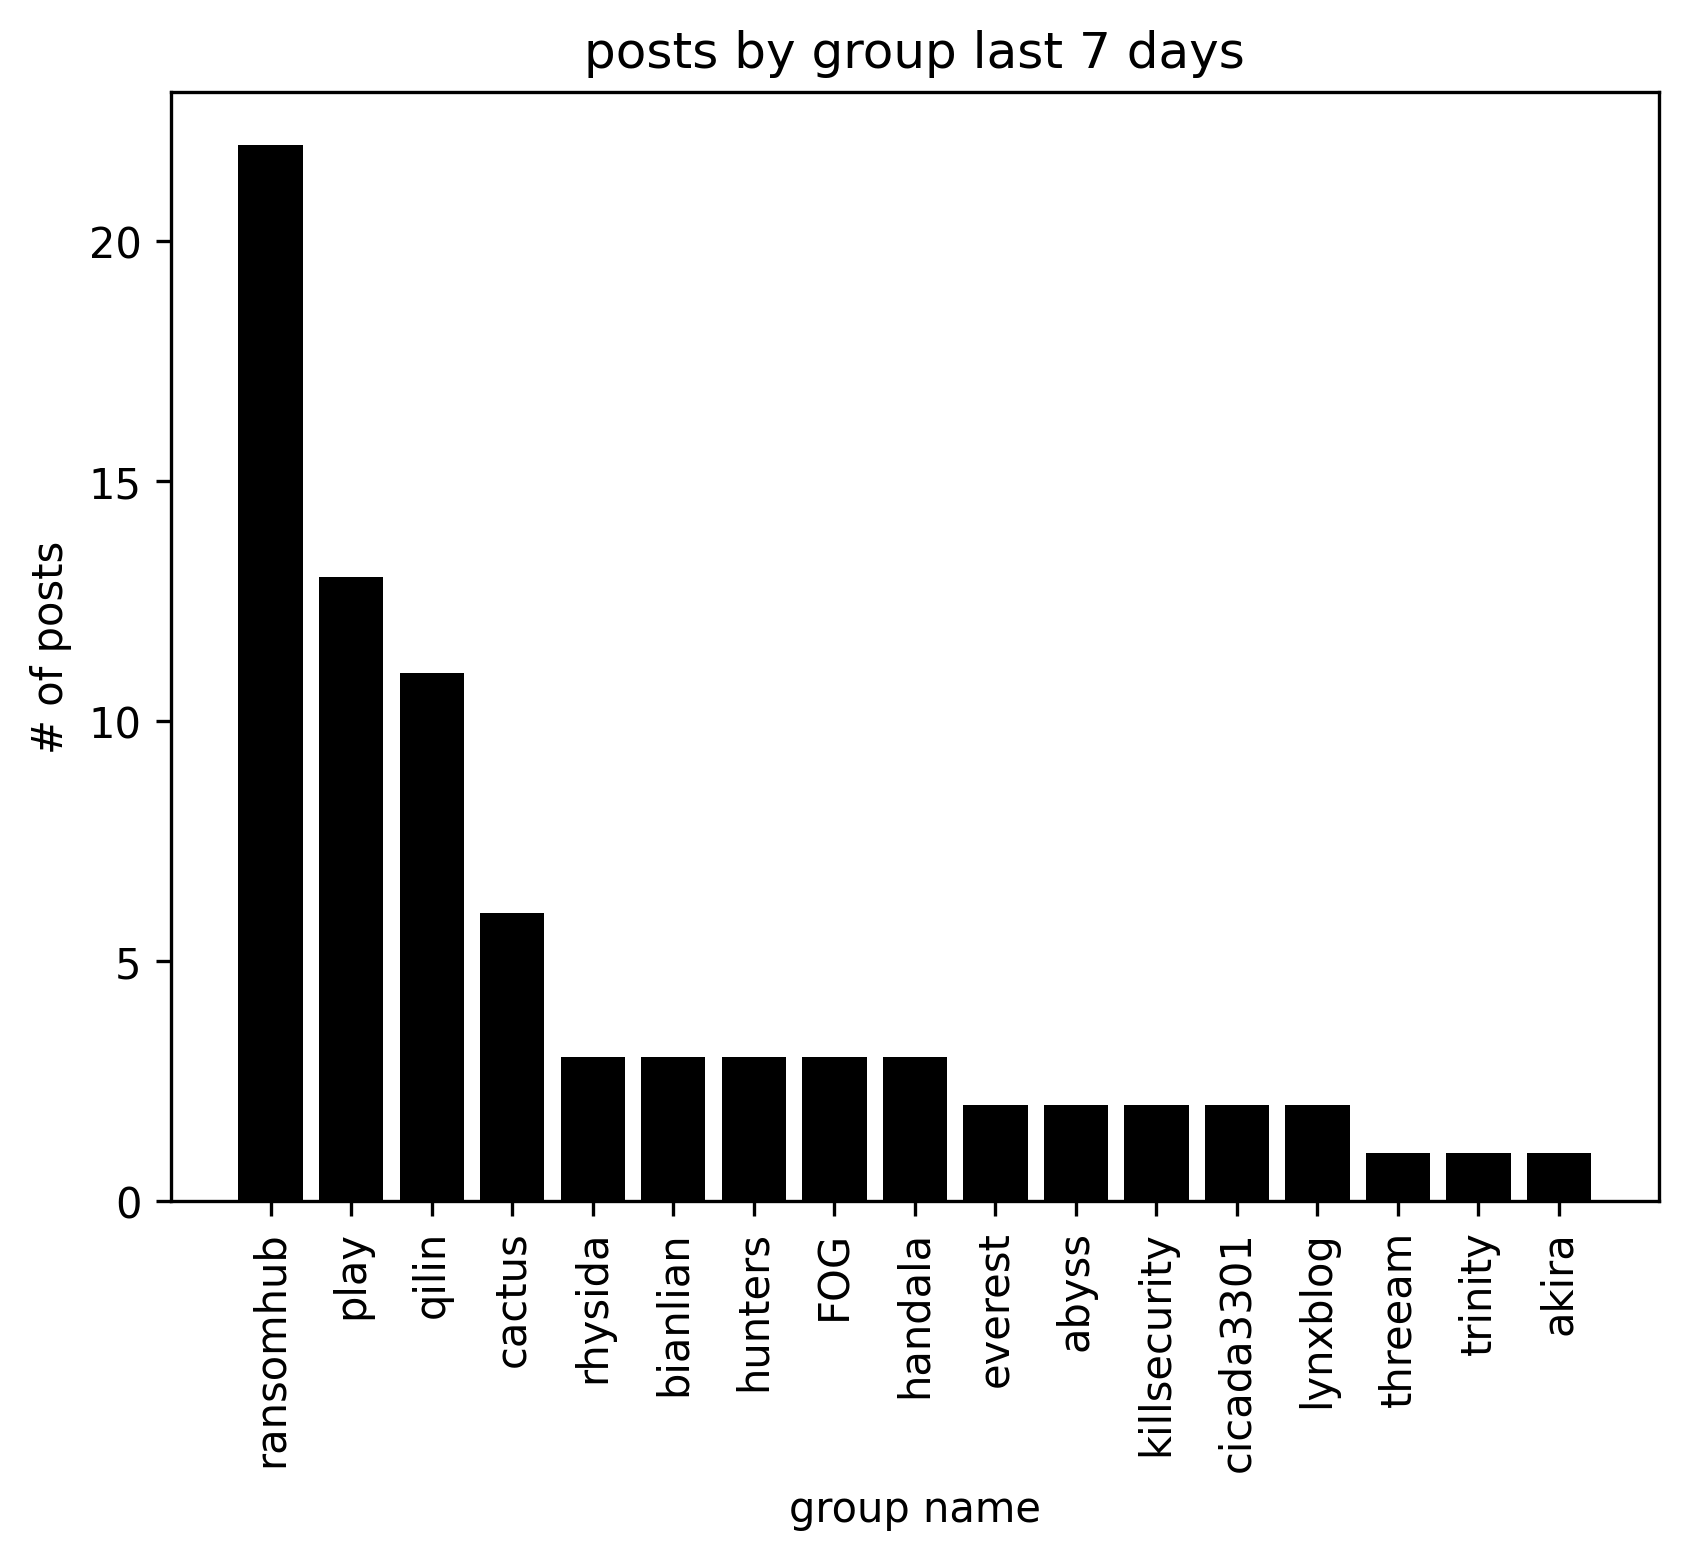 posts by group last 7 days
# of posts
20
15
10
5
0
ransomhub
play
qilin
cactus
rhysida
bianlian
hunters
FOG
handala
everest
abyss
killsecurity
cicada3301
lynxblog
threeam
trinity
akira
group name